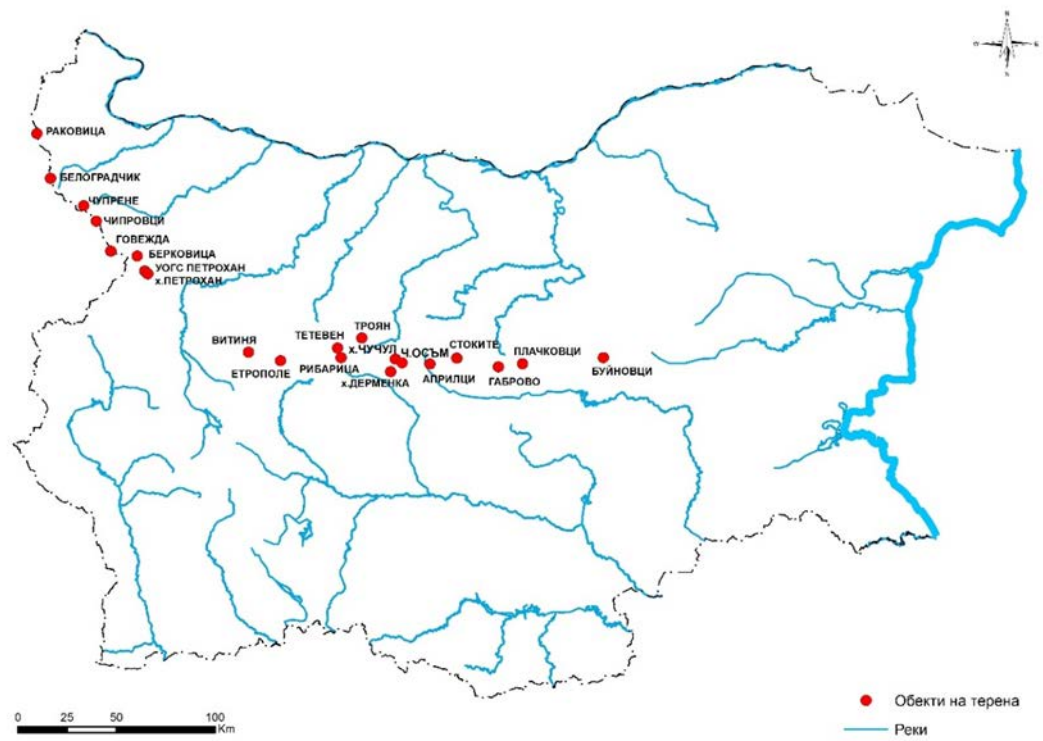 N
W
E
S
РАКОВИЦА
БЕЛОГРАДЧИК
ЧУПРЕНЕ
ЧИПРОВЦИ
ГОВЕЖДА
БЕРКОВИЦА
УОГС ПЕТРОХАН
х.ПЕТРОХАН
ВИТИНЯ
ЕТРОПОЛЕ
ТЕТЕВЕН
ТРОЯН
х.ЧУЧУЛ
Ч.ОСЪМ
СТОКИТЕ
ПЛАЧКОВЦИ
РИБАРИЦА
х.ДЕРМЕНКА
АПРИЛЦИ
ГАБРОВО
БУЙНОВЦИ
Обекти на терена
Реки
0 25 50 100
Km